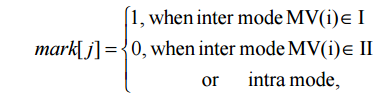 1, when inter mode MV(i)∈ I
mark[j]= 0, when inter mode MV(i)∈ II
or intra mode,